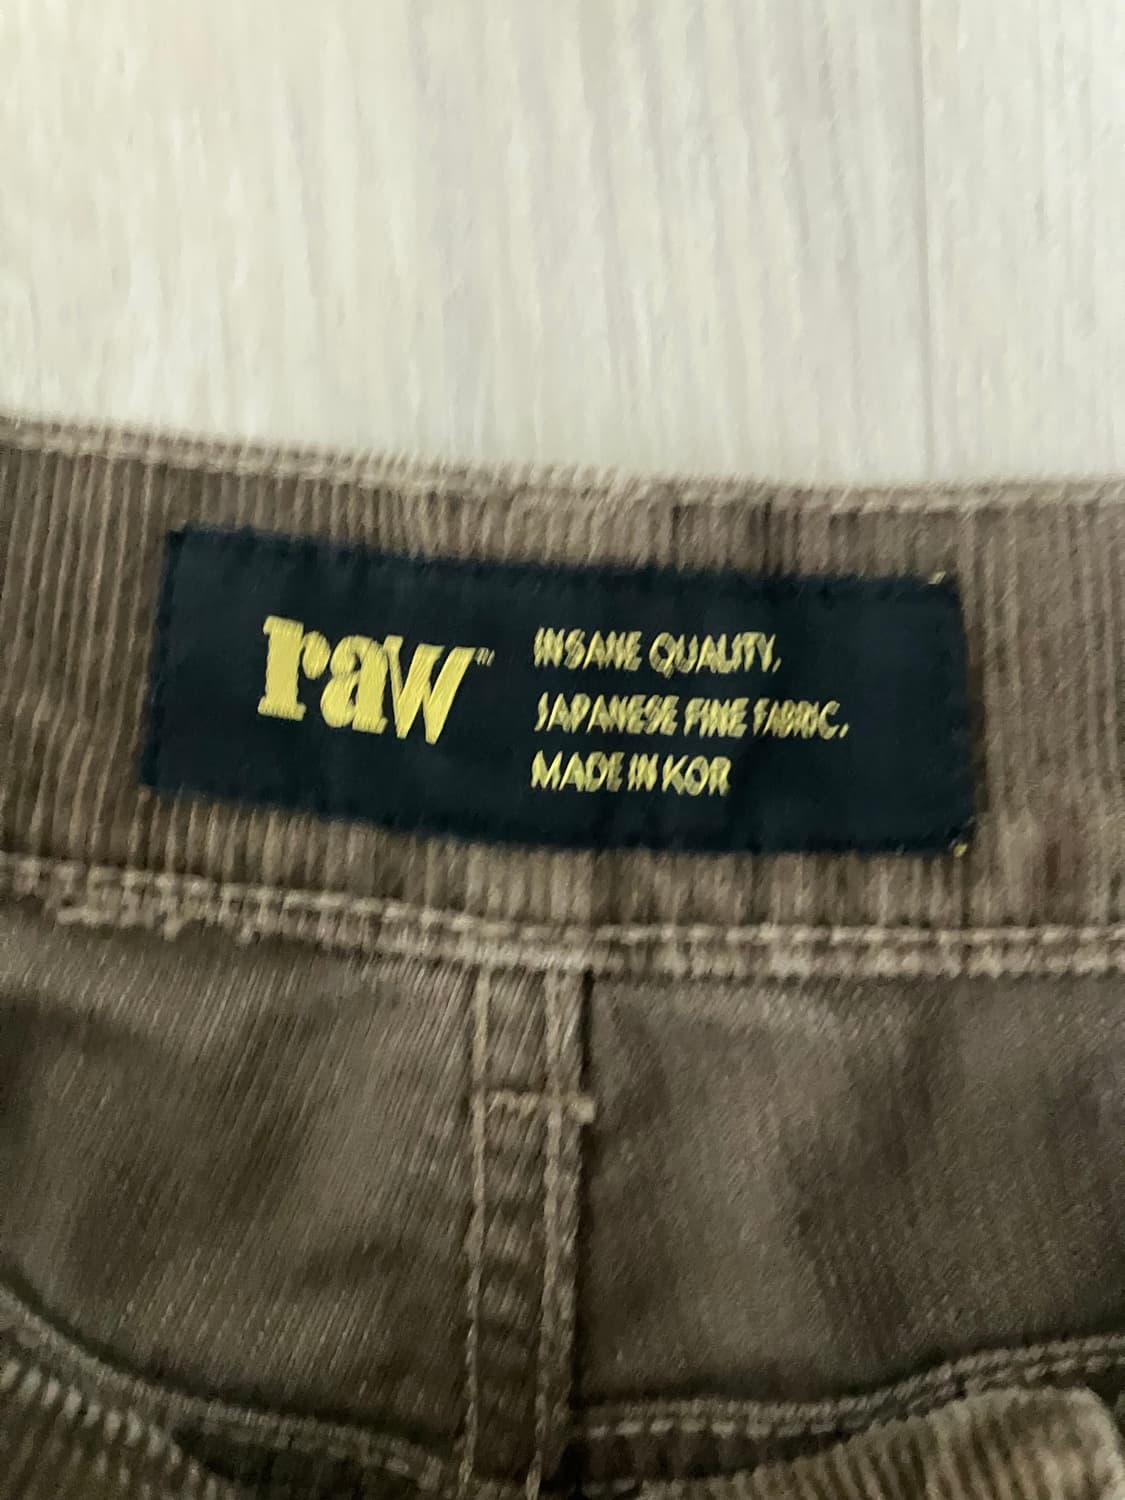 raw™
INSANE QUALITY.
JAPANESE FINE FABRIC.
MADE IN KOR